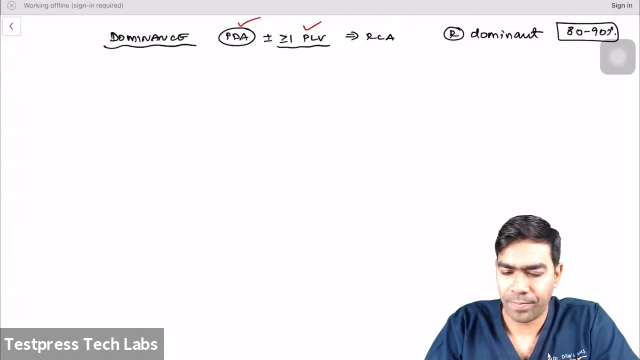 Working offline (sign-in required)
Sign in
DOMINANCE PDA ± ≥1 PLV ⇒ RCA R dominant 80-90%
Testpress Tech Labs